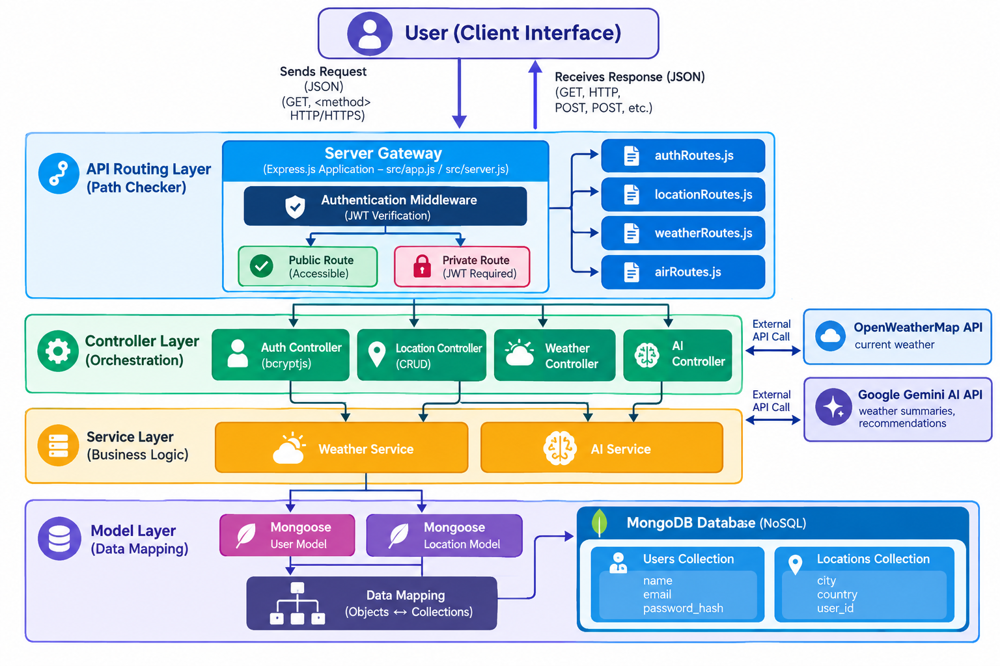 User (Client Interface)
Sends Request
(JSON)
(GET, <method>
HTTP/HTTPS)
Receives Response (JSON)
(GET, HTTP,
POST, POST, etc.)
API Routing Layer
(Path Checker)
Server Gateway
(Express.js Application – src/app.js / src/server.js)
Authentication Middleware
(JWT Verification)
Public Route
(Accessible)
Private Route
(JWT Required)
authRoutes.js
locationRoutes.js
weatherRoutes.js
airRoutes.js
Controller Layer
(Orchestration)
Auth Controller
(bcryptjs)
Location Controller
(CRUD)
Weather
Controller
AI
Controller
External
API Call
OpenWeatherMap API
current weather
External
API Call
Google Gemini AI API
weather summaries,
recommendations
Service Layer
(Business Logic)
Weather Service
AI Service
Model Layer
(Data Mapping)
Mongoose
User Model
Mongoose
Location Model
Data Mapping
(Objects ↔ Collections)
MongoDB Database (NoSQL)
Users Collection
name
email
password_hash
Locations Collection
city
country
user_id